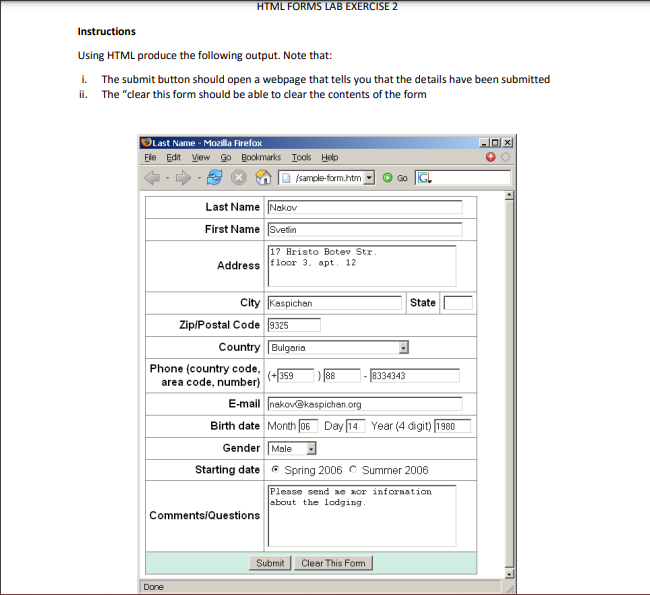 HTML FORMS LAB EXERCISE 2
Instructions
Using HTML produce the following output. Note that:
i. The submit button should open a webpage that tells you that the details have been submitted
ii. The "clear this form should be able to clear the contents of the form
Last Name - Mozilla Firefox
File Edit View Go Bookmarks Tools Help
/sample-form.htm Go G
Last Name Nakov
First Name Svetlin
Address 17 Hristo Botev Str.
floor 3, apt. 12
City Kaspichan State
Zip/Postal Code 9325
Country Bulgaria
Phone (country code, area code, number) (+ 359 ) 88 - 8334343
E-mail nakov@kaspichan.org
Birth date Month 06 Day 14 Year (4 digit) 1980
Gender Male
Starting date Spring 2006 Summer 2006
Comments/Questions Please send me mor information
about the lodging.
Submit Clear This Form
Done